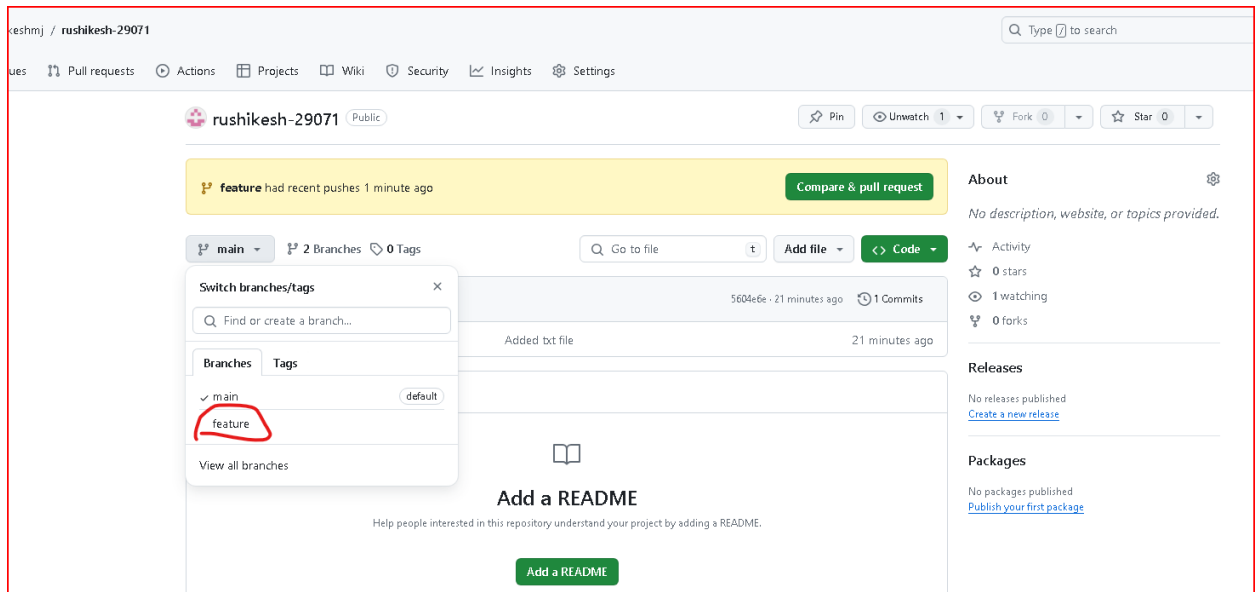 keshmj / rushikesh-29071
Type / to search
ues Pull requests Actions Projects Wiki Security Insights Settings
rushikesh-29071 Public
Pin Unwatch 1 Fork 0 Star 0
feature had recent pushes 1 minute ago
Compare & pull request
main 2 Branches 0 Tags
Go to file t
Add file
<> Code
Switch branches/tags
Find or create a branch...
Branches Tags
main default
feature
View all branches
5604e6e · 21 minutes ago 1 Commits
Added txt file 21 minutes ago
Add a README
Help people interested in this repository understand your project by adding a README.
Add a README
About
No description, website, or topics provided.
Activity
0 stars
1 watching
0 forks
Releases
No releases published
Create a new release
Packages
No packages published
Publish your first package